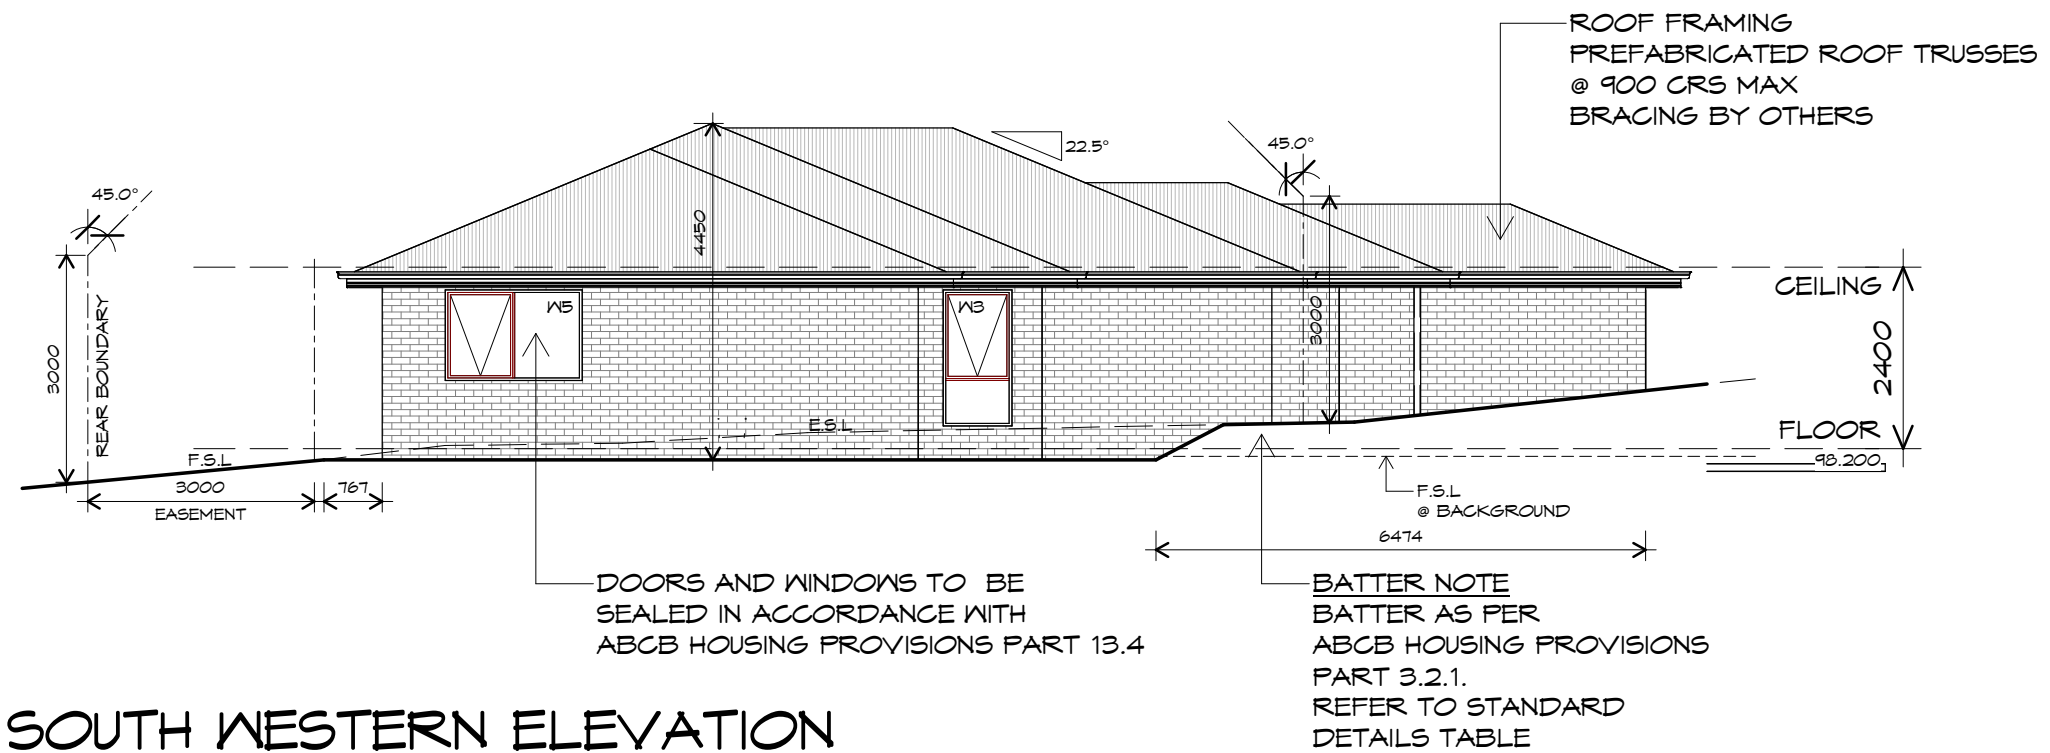 ROOF FRAMING
PREFABRICATED ROOF TRUSSES
@ 900 CRS MAX
BRACING BY OTHERS
22.5°
45.0°
45.0°
4450
3000
3000
REAR BOUNDARY
W5
W3
CEILING
2400
FLOOR
98.200
E.S.L
F.S.L
3000
767
EASEMENT
F.S.L
@ BACKGROUND
6474
DOORS AND WINDOWS TO BE
SEALED IN ACCORDANCE WITH
ABCB HOUSING PROVISIONS PART 13.4
BATTER NOTE
BATTER AS PER
ABCB HOUSING PROVISIONS
PART 3.2.1.
REFER TO STANDARD
DETAILS TABLE
SOUTH WESTERN ELEVATION